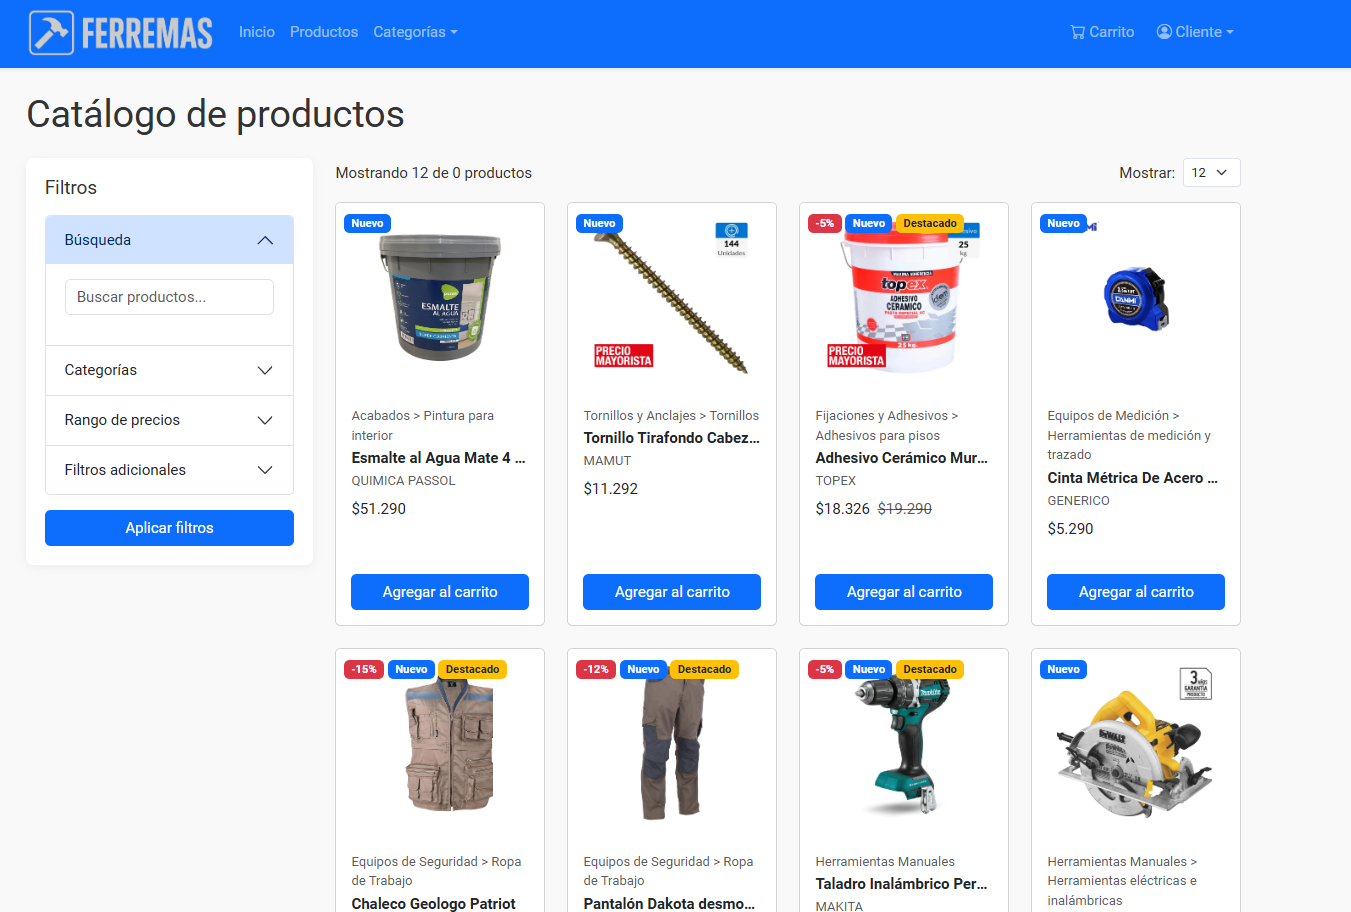 FERREMAS
Inicio
Productos
Categorías
Carrito
Cliente
Catálogo de productos
Filtros
Búsqueda
Buscar productos...
Categorías
Rango de precios
Filtros adicionales
Aplicar filtros
Mostrando 12 de 0 productos
Mostrar:
12
Nuevo
ESMALTE
AL AGUA
Acabados > Pintura para
interior
Esmalte al Agua Mate 4 ...
QUIMICA PASSOL
$51.290
Agregar al carrito
Nuevo
144
Unidades
PRECIO
MAYORISTA
Tornillos y Anclajes > Tornillos
Tornillo Tirafondo Cabez...
MAMUT
$11.292
Agregar al carrito
-5%
Nuevo
Destacado
25
kg
topex
ADHESIVO
CERAMICO
25 kg
PRECIO
MAYORISTA
Fijaciones y Adhesivos >
Adhesivos para pisos
Adhesivo Cerámico Mur...
TOPEX
$18.326 $19.290
Agregar al carrito
Nuevo
Equipos de Medición >
Herramientas de medición y
trazado
Cinta Métrica De Acero ...
GENERICO
$5.290
Agregar al carrito
-15%
Nuevo
Destacado
Equipos de Seguridad > Ropa
de Trabajo
Chaleco Geologo Patriot
-12%
Nuevo
Destacado
Equipos de Seguridad > Ropa
de Trabajo
Pantalón Dakota desmo...
-5%
Nuevo
Destacado
Makita
Herramientas Manuales
Taladro Inalámbrico Per...
MAKITA
Nuevo
3
GARANTIA
PRODUCTO
DEWALT
Herramientas Manuales >
Herramientas eléctricas e
inalámbricas